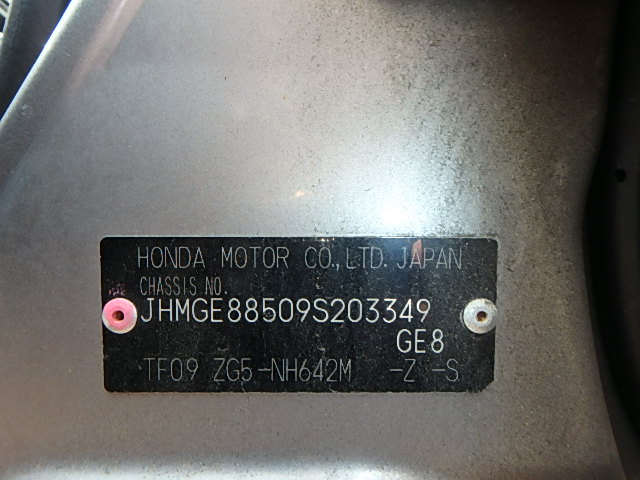 HONDA MOTOR CO.,LTD. JAPAN
CHASSIS NO.
JHMGE88509S203349
GE8
TF09 ZG5-NH642M -Z -S